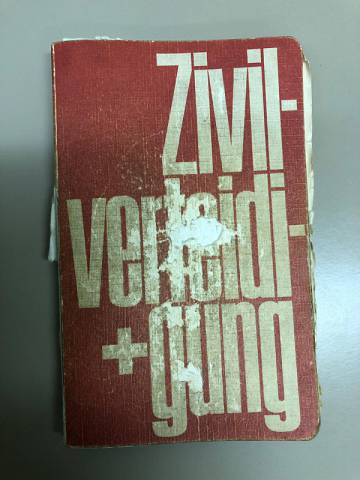 Zivil-
verteidi-
+gung